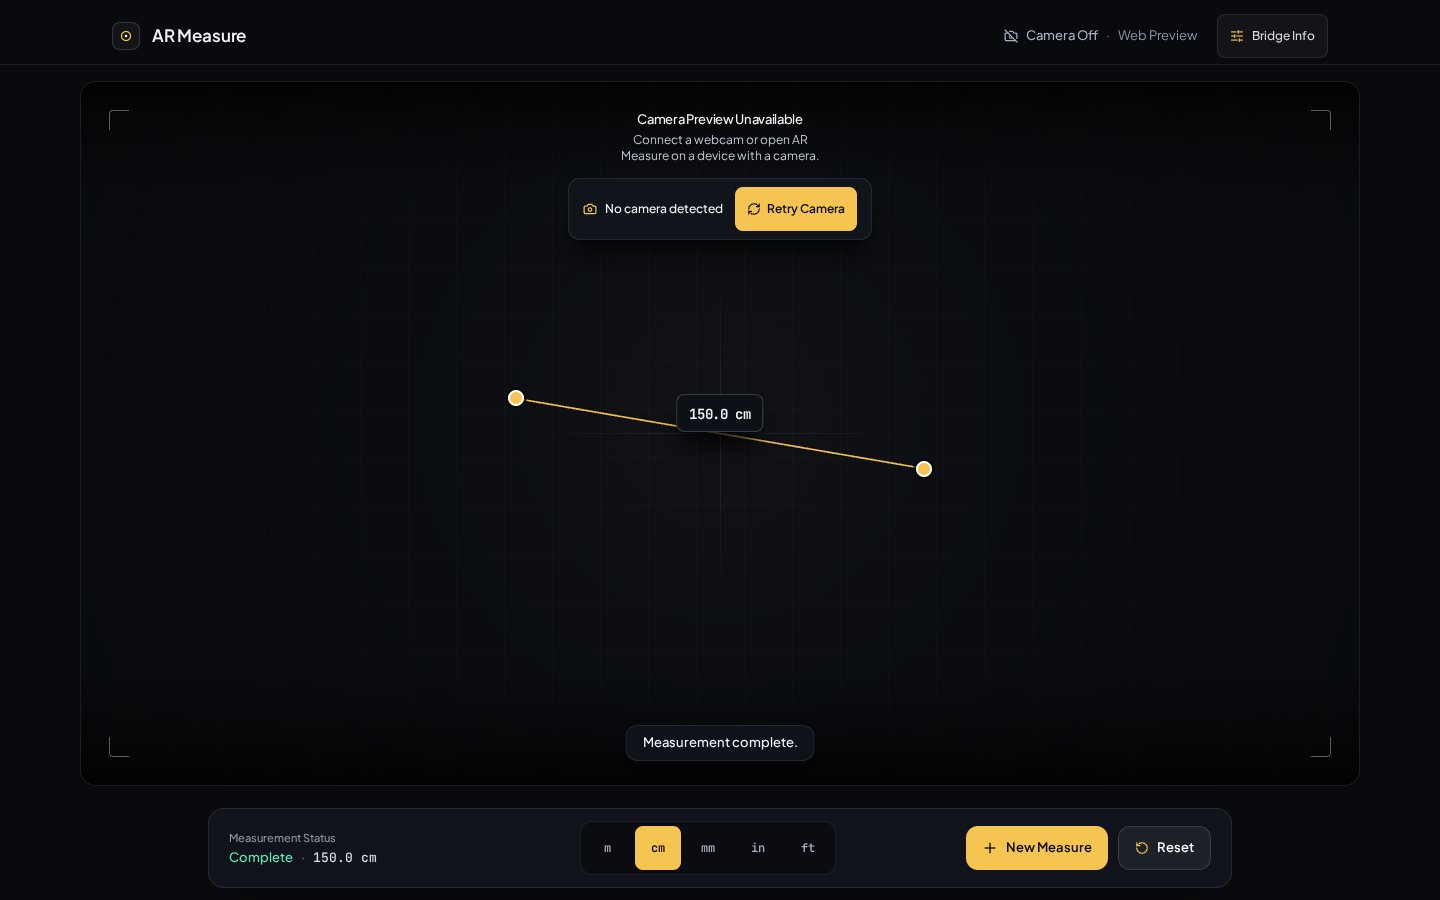 AR Measure
Camera Off · Web Preview
Bridge Info
Camera Preview Unavailable
Connect a webcam or open AR
Measure on a device with a camera.
No camera detected
Retry Camera
150.0 cm
Measurement complete.
Measurement Status
Complete · 150.0 cm
m
cm
mm
in
ft
New Measure
Reset